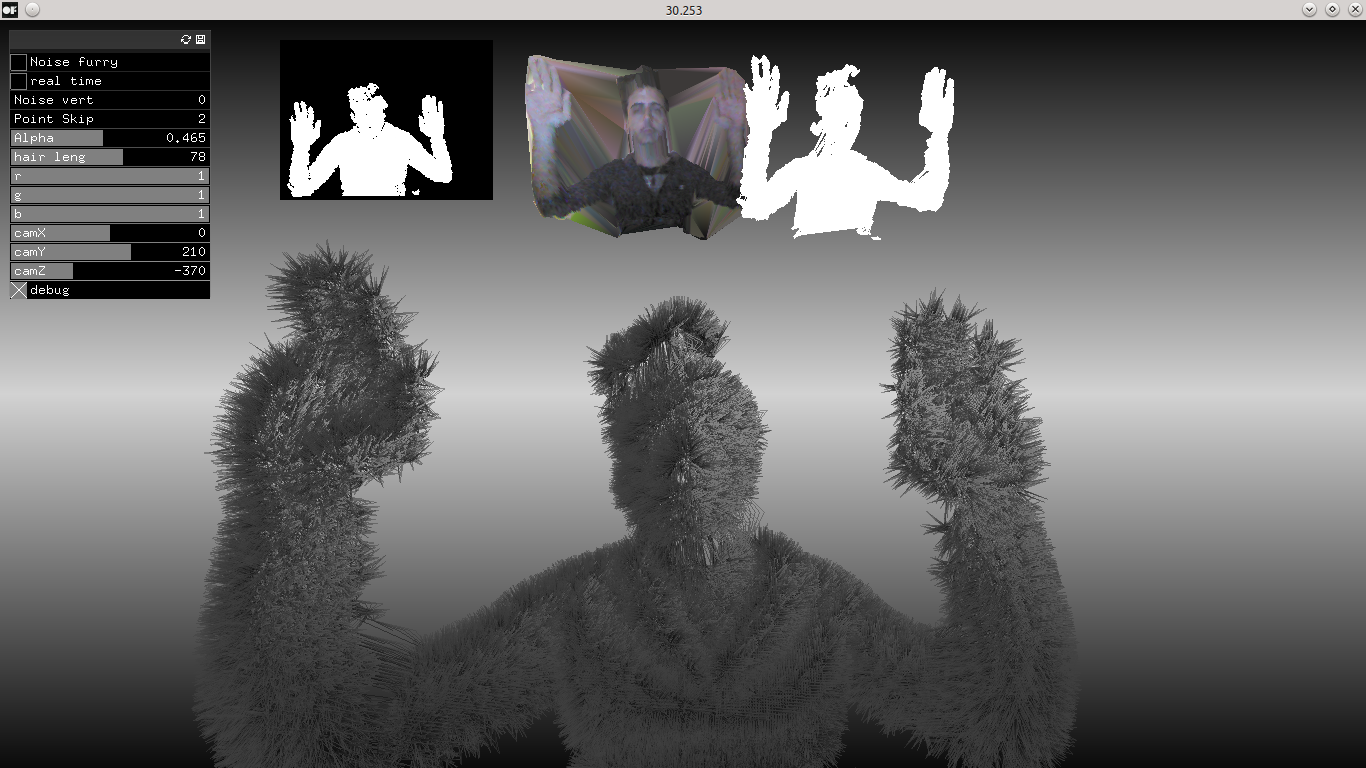 OF
30.253
Noise furry
real time
Noise vert 0
Point Skip 2
Alpha 0.465
hair leng 78
r 1
g 1
b 1
camX 0
camY 210
camZ -370
debug